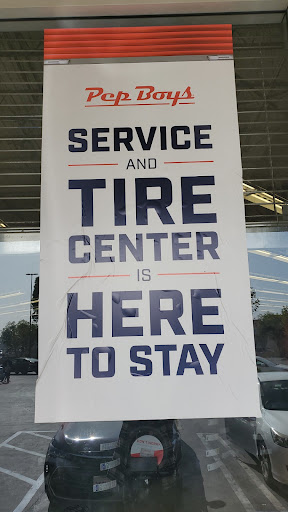 Pep Boys
SERVICE
AND
TIRE
CENTER
IS
HERE
TO STAY